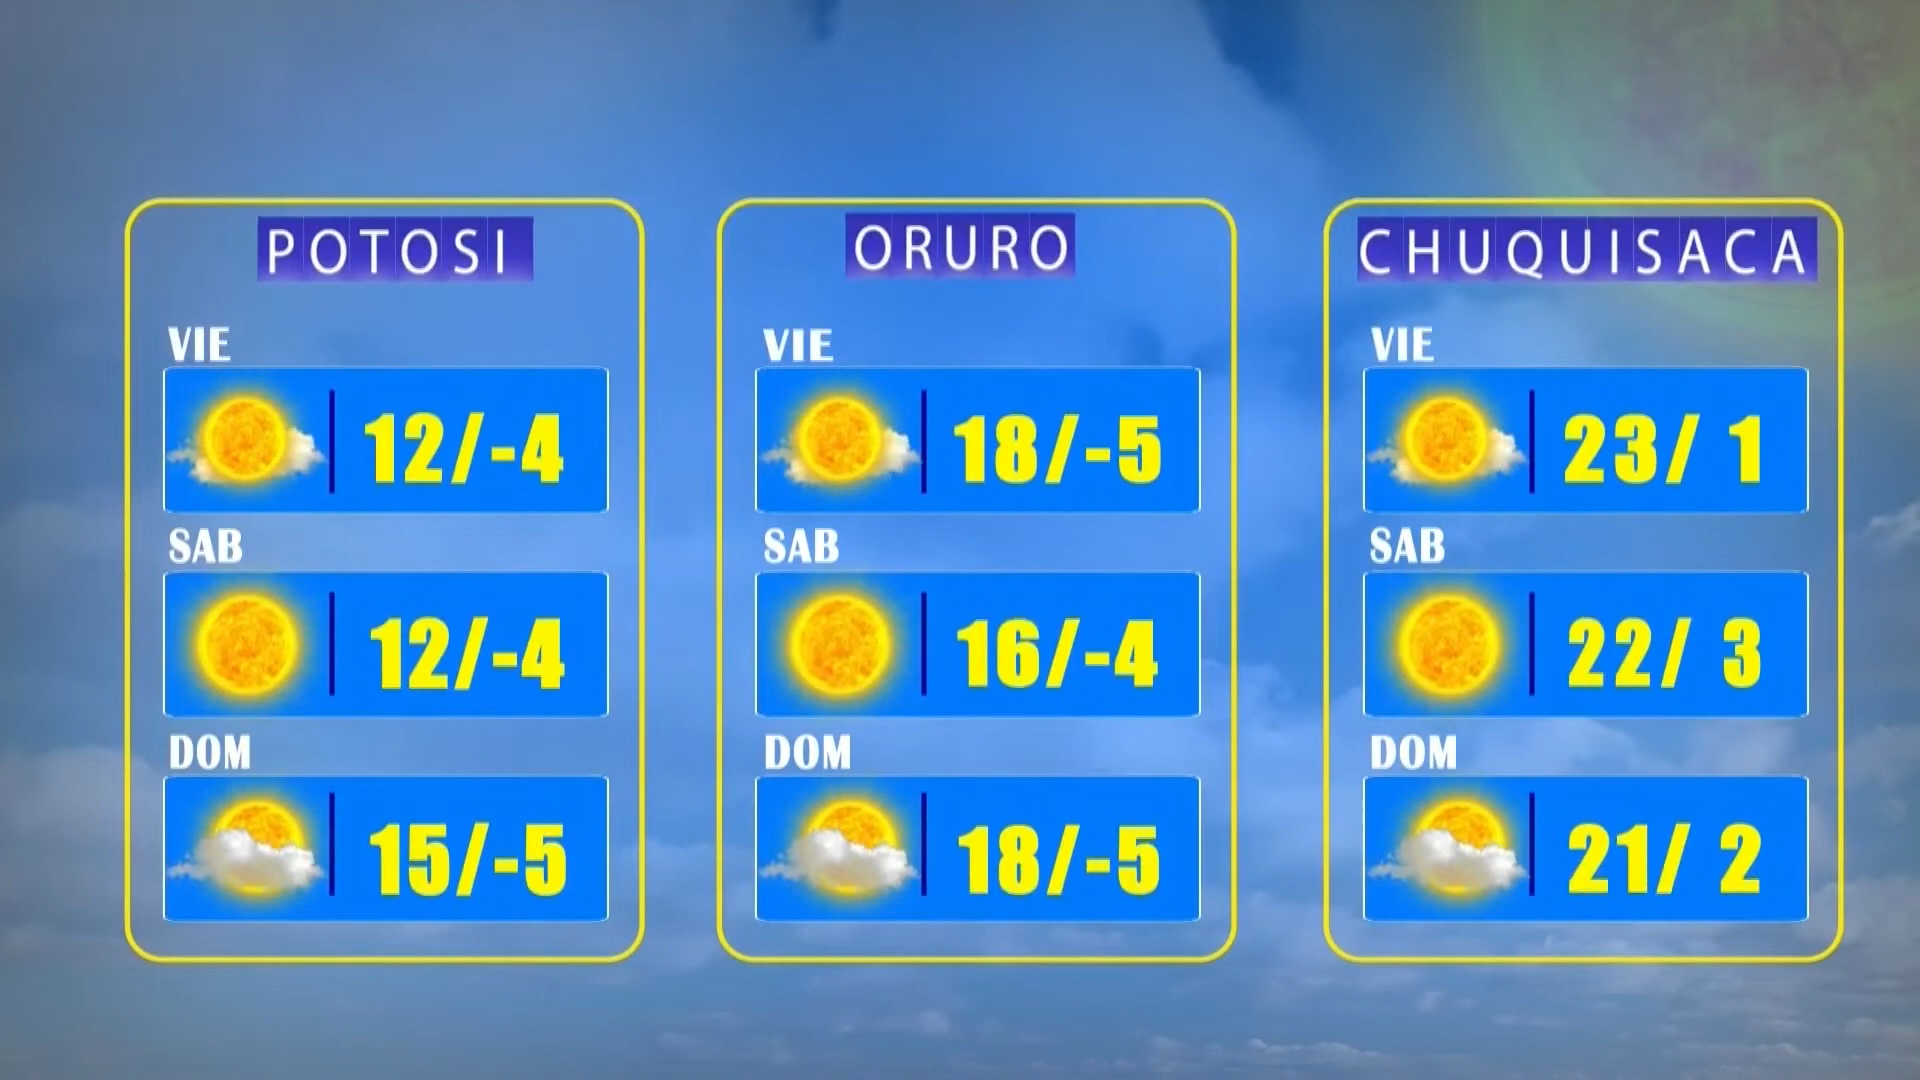 POTOSI
VIE
12/-4
SAB
12/-4
DOM
15/-5
ORURO
VIE
18/-5
SAB
16/-4
DOM
18/-5
CHUQUISACA
VIE
23/ 1
SAB
22/ 3
DOM
21/ 2